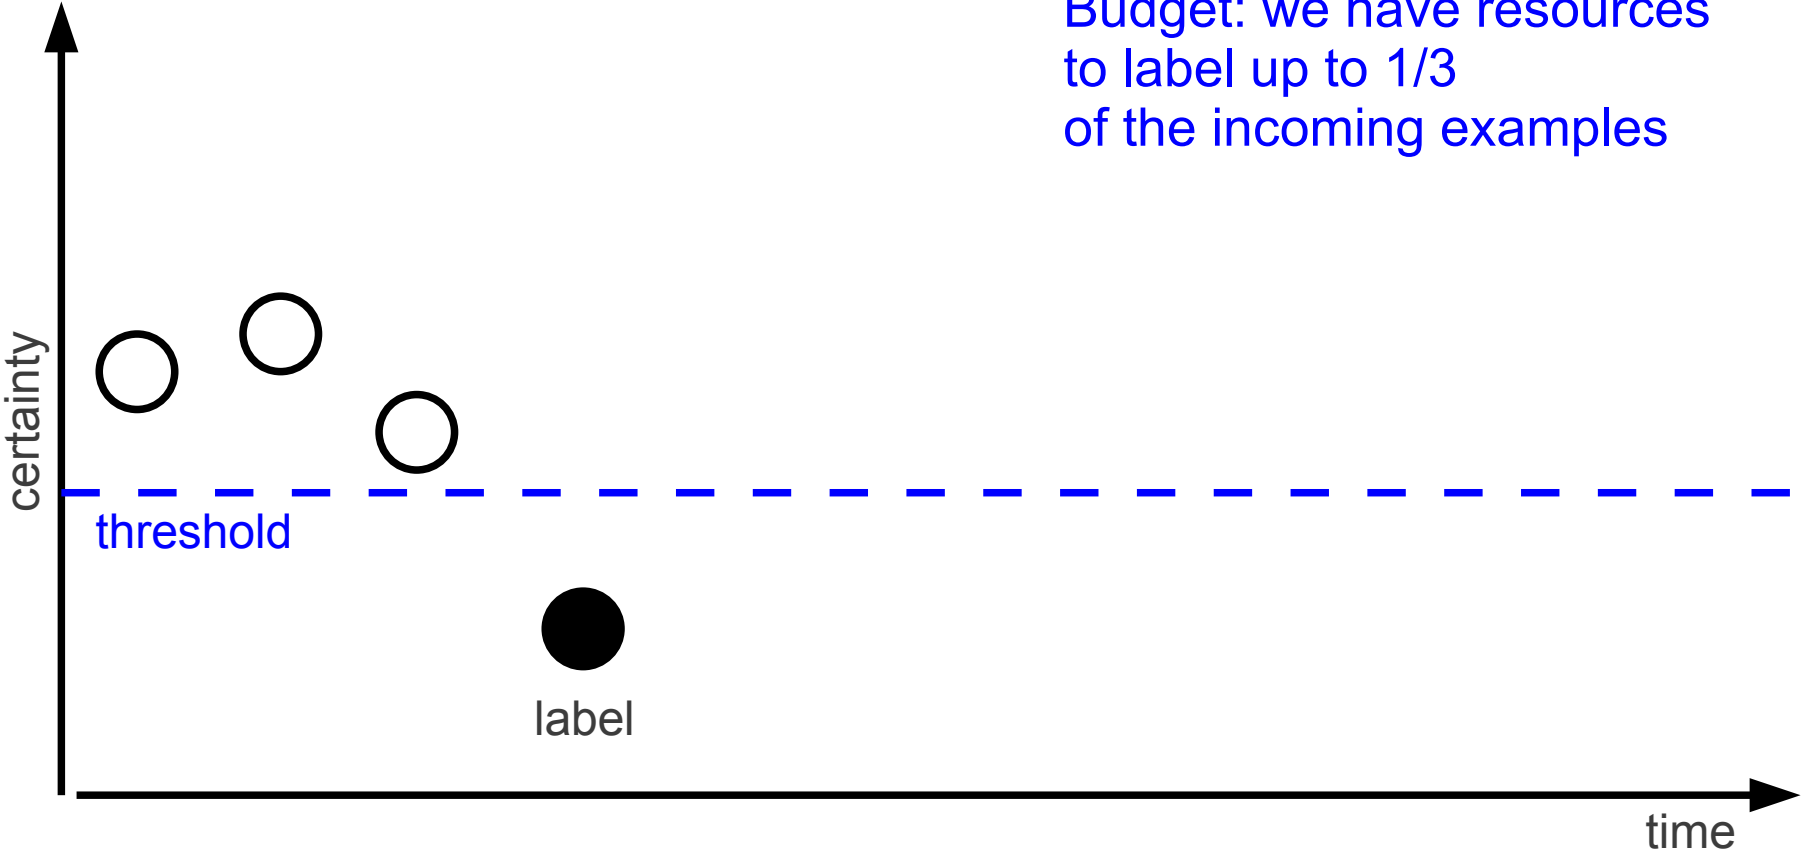 Budget: we have resources
to label up to 1/3
of the incoming examples
certainty
threshold
label
time